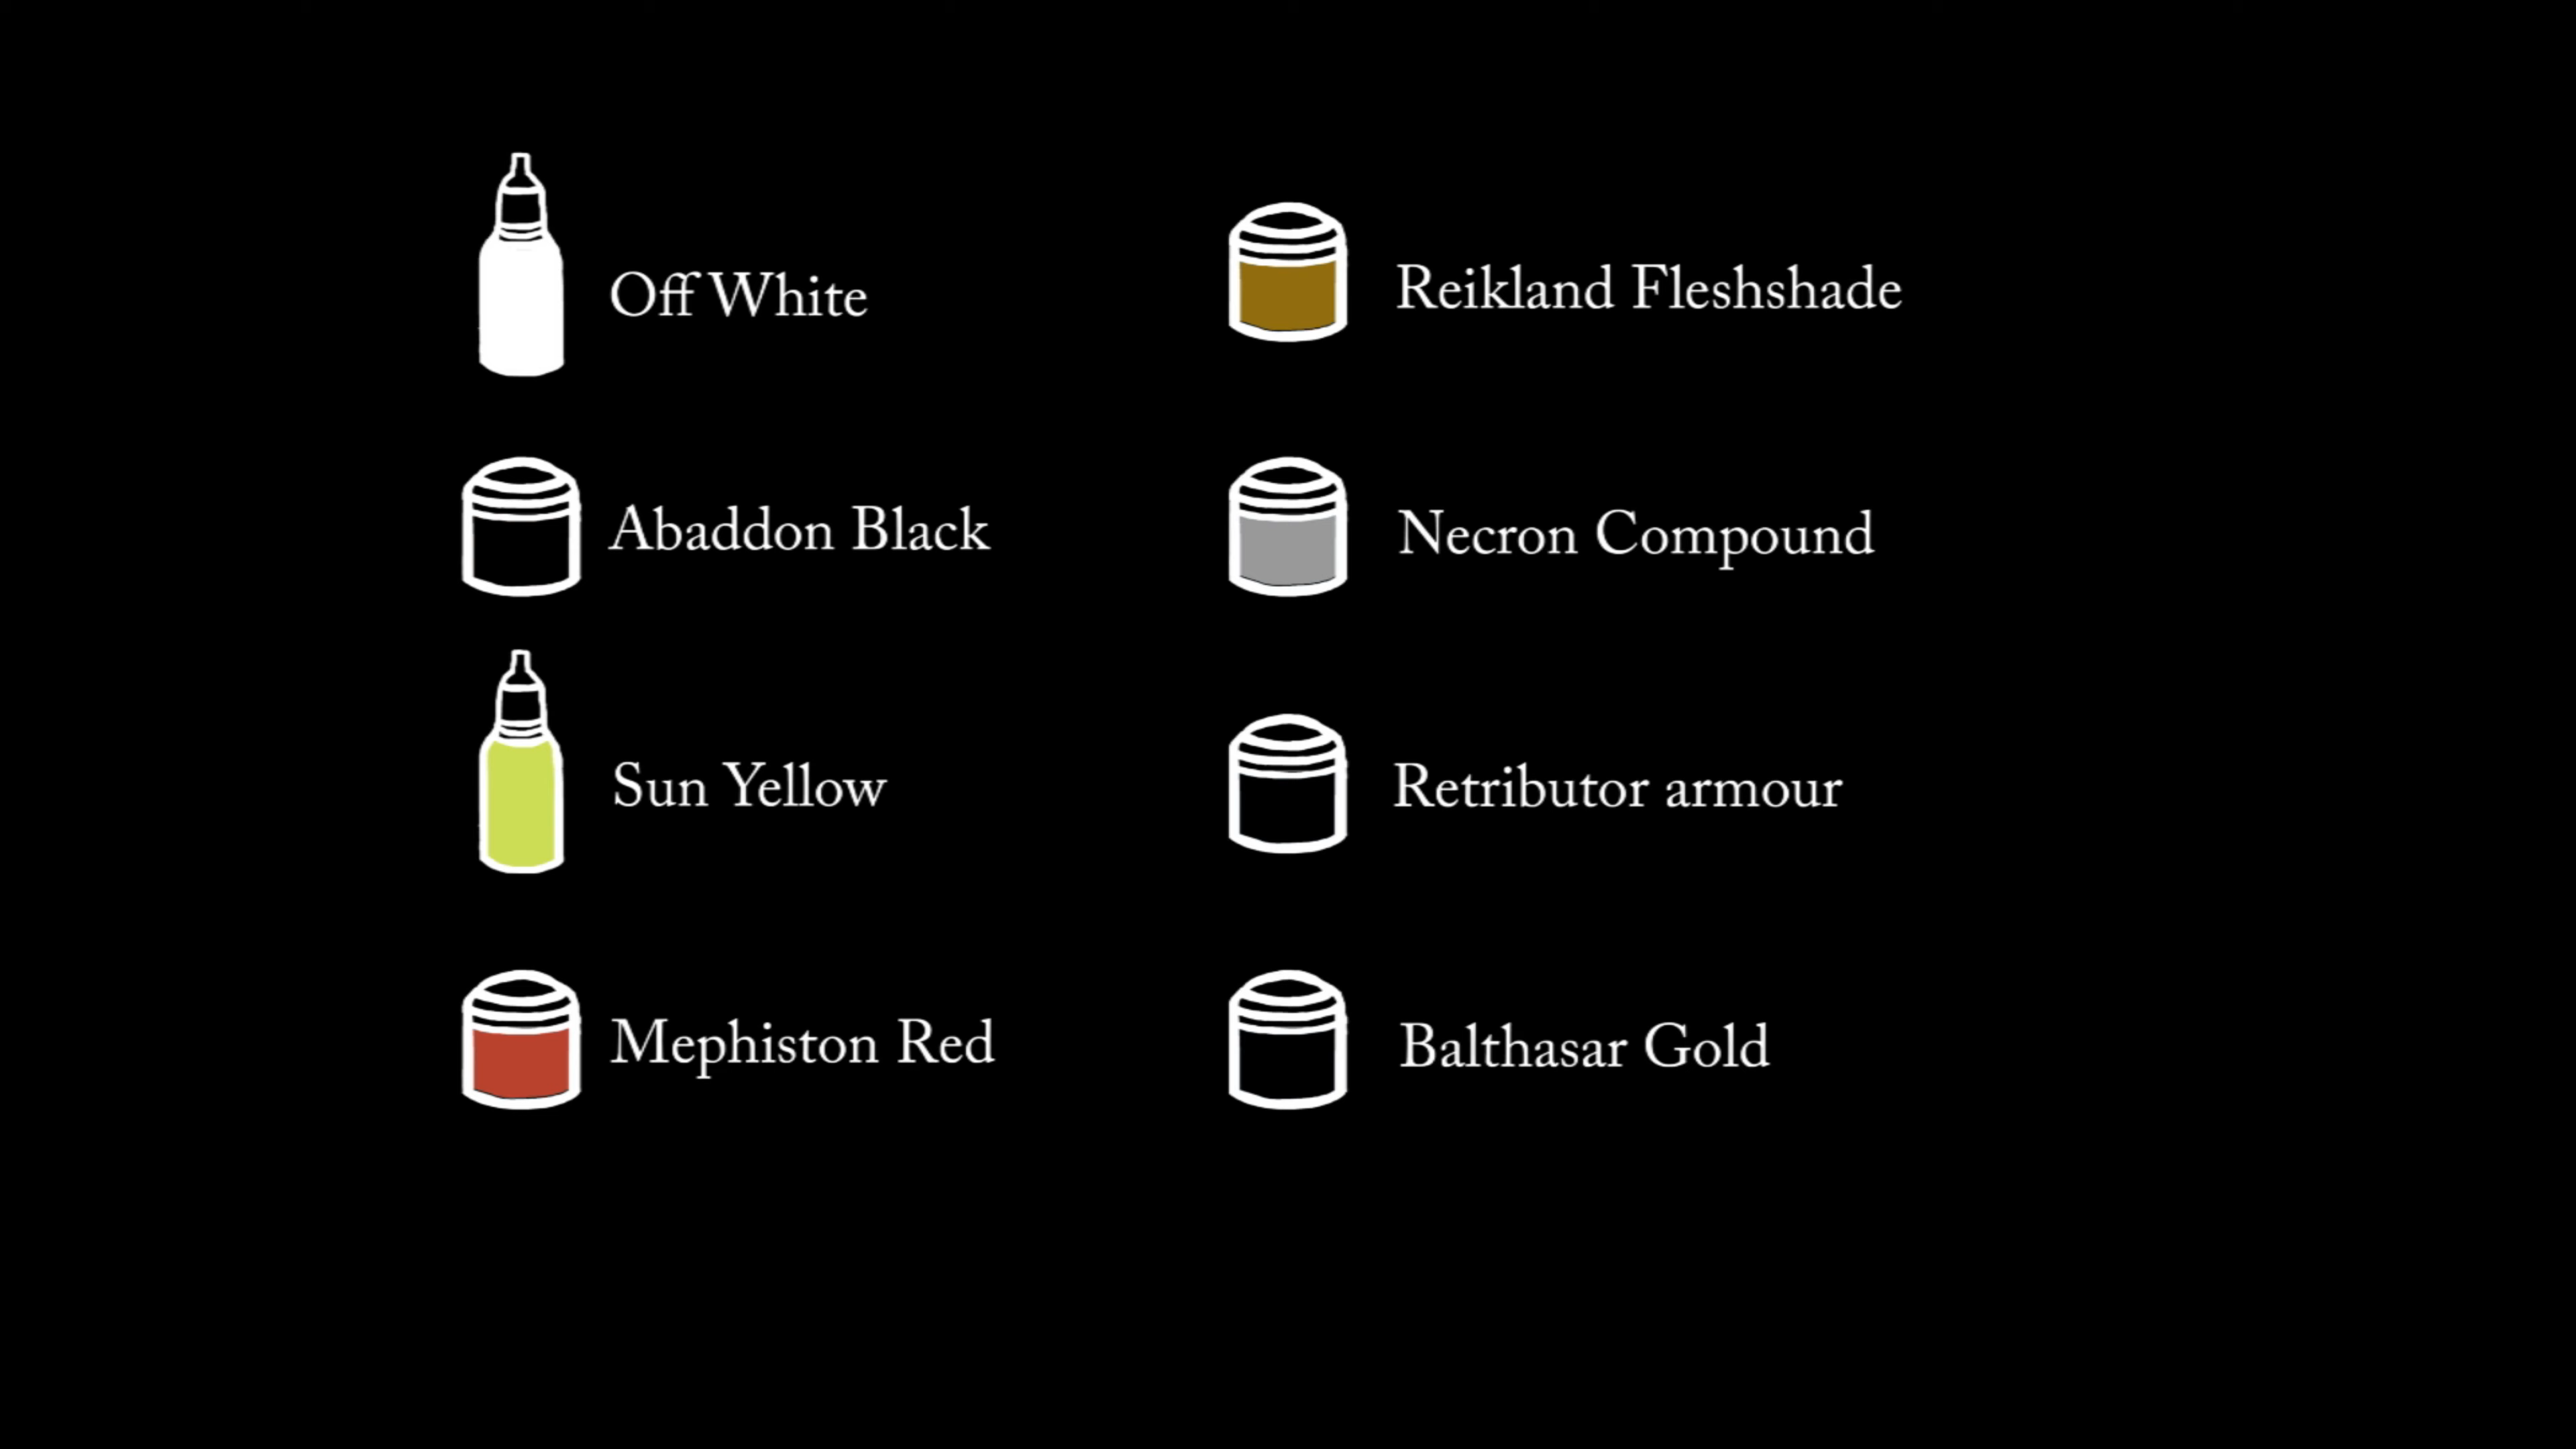 Off White
Abaddon Black
Sun Yellow
Mephiston Red
Reikland Fleshshade
Necron Compound
Retributor armour
Balthasar Gold